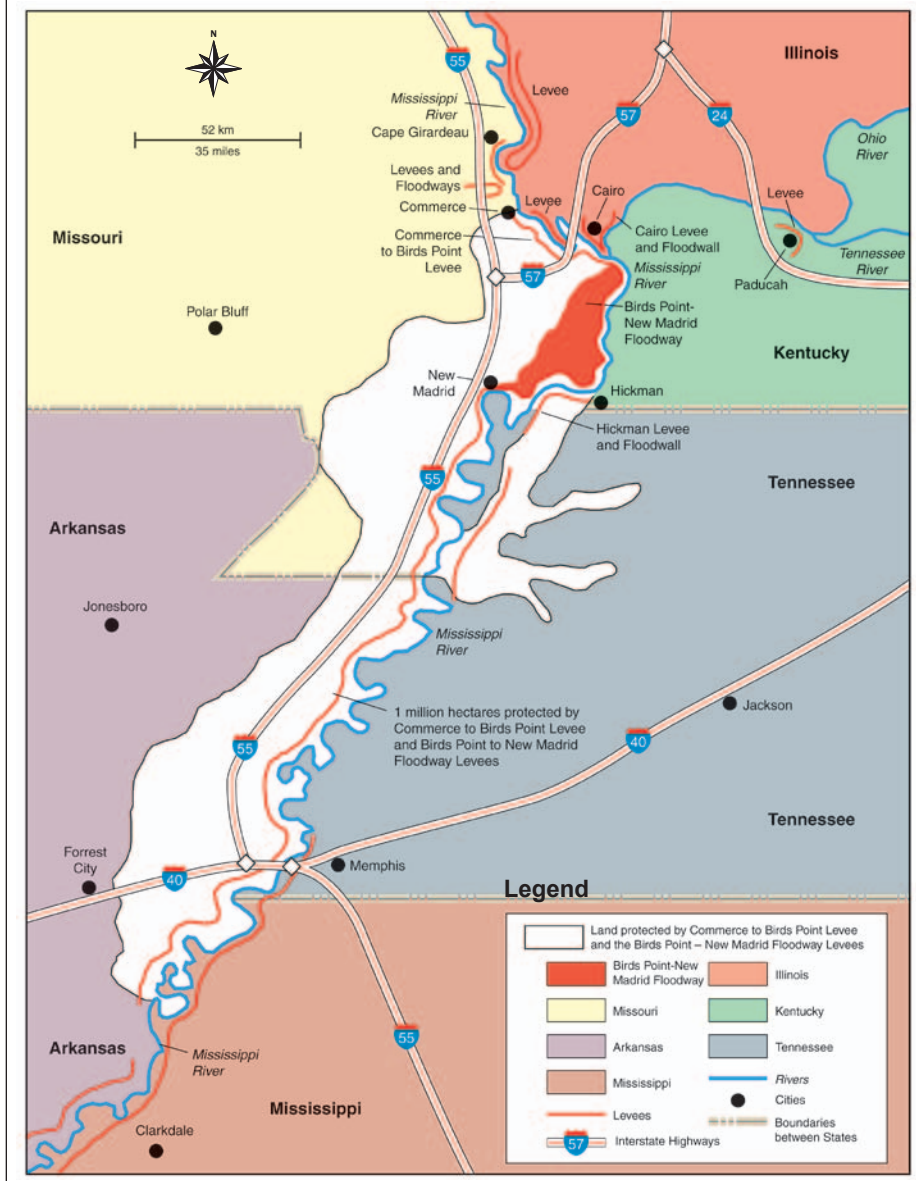 N
55
Illinois
Levee
Mississippi
River
57
24
52 km
35 miles
Cape Girardeau
Ohio
River
Levees and
Floodways
Levee
Cairo
Levee
Commerce
Missouri
Commerce
to Birds Point
Levee
Cairo Levee
and Floodwall
Tennessee
River
57
Mississippi
River
Paducah
Polar Bluff
Birds Point-
New Madrid
Floodway
Kentucky
New
Madrid
Hickman
Hickman Levee
and Floodwall
55
Tennessee
Arkansas
Jonesboro
Mississippi
River
Jackson
1 million hectares protected by
Commerce to Birds Point Levee
and Birds Point to New Madrid
Floodway Levees
40
55
Tennessee
Forrest
City
40
Memphis
Legend
Land protected by Commerce to Birds Point Levee
and the Birds Point – New Madrid Floodway Levees
Birds Point-New
Madrid Floodway
Illinois
Missouri
Kentucky
55
Arkansas
Mississippi
River
Arkansas
Tennessee
Mississippi
Rivers
Cities
Mississippi
Levees
Boundaries
between States
57
Interstate Highways
Clarkdale